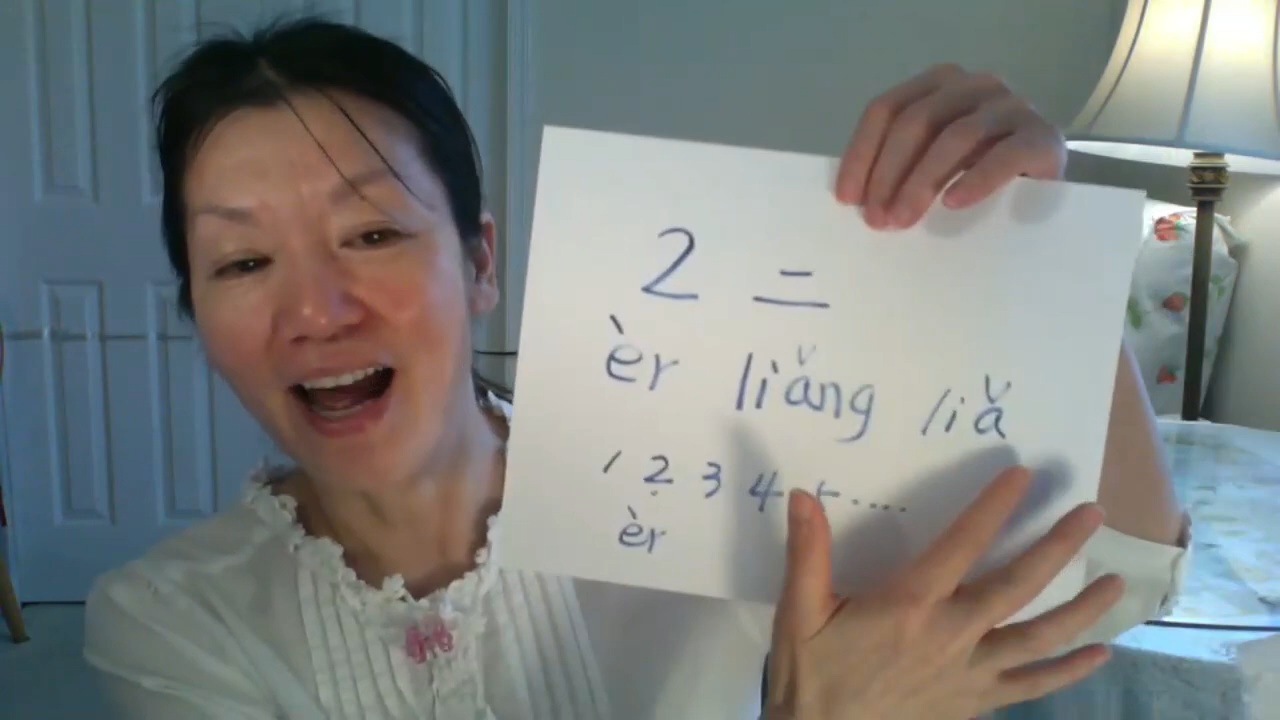 2 二
èr liǎng liǎ
1 2 3 4 ....
èr